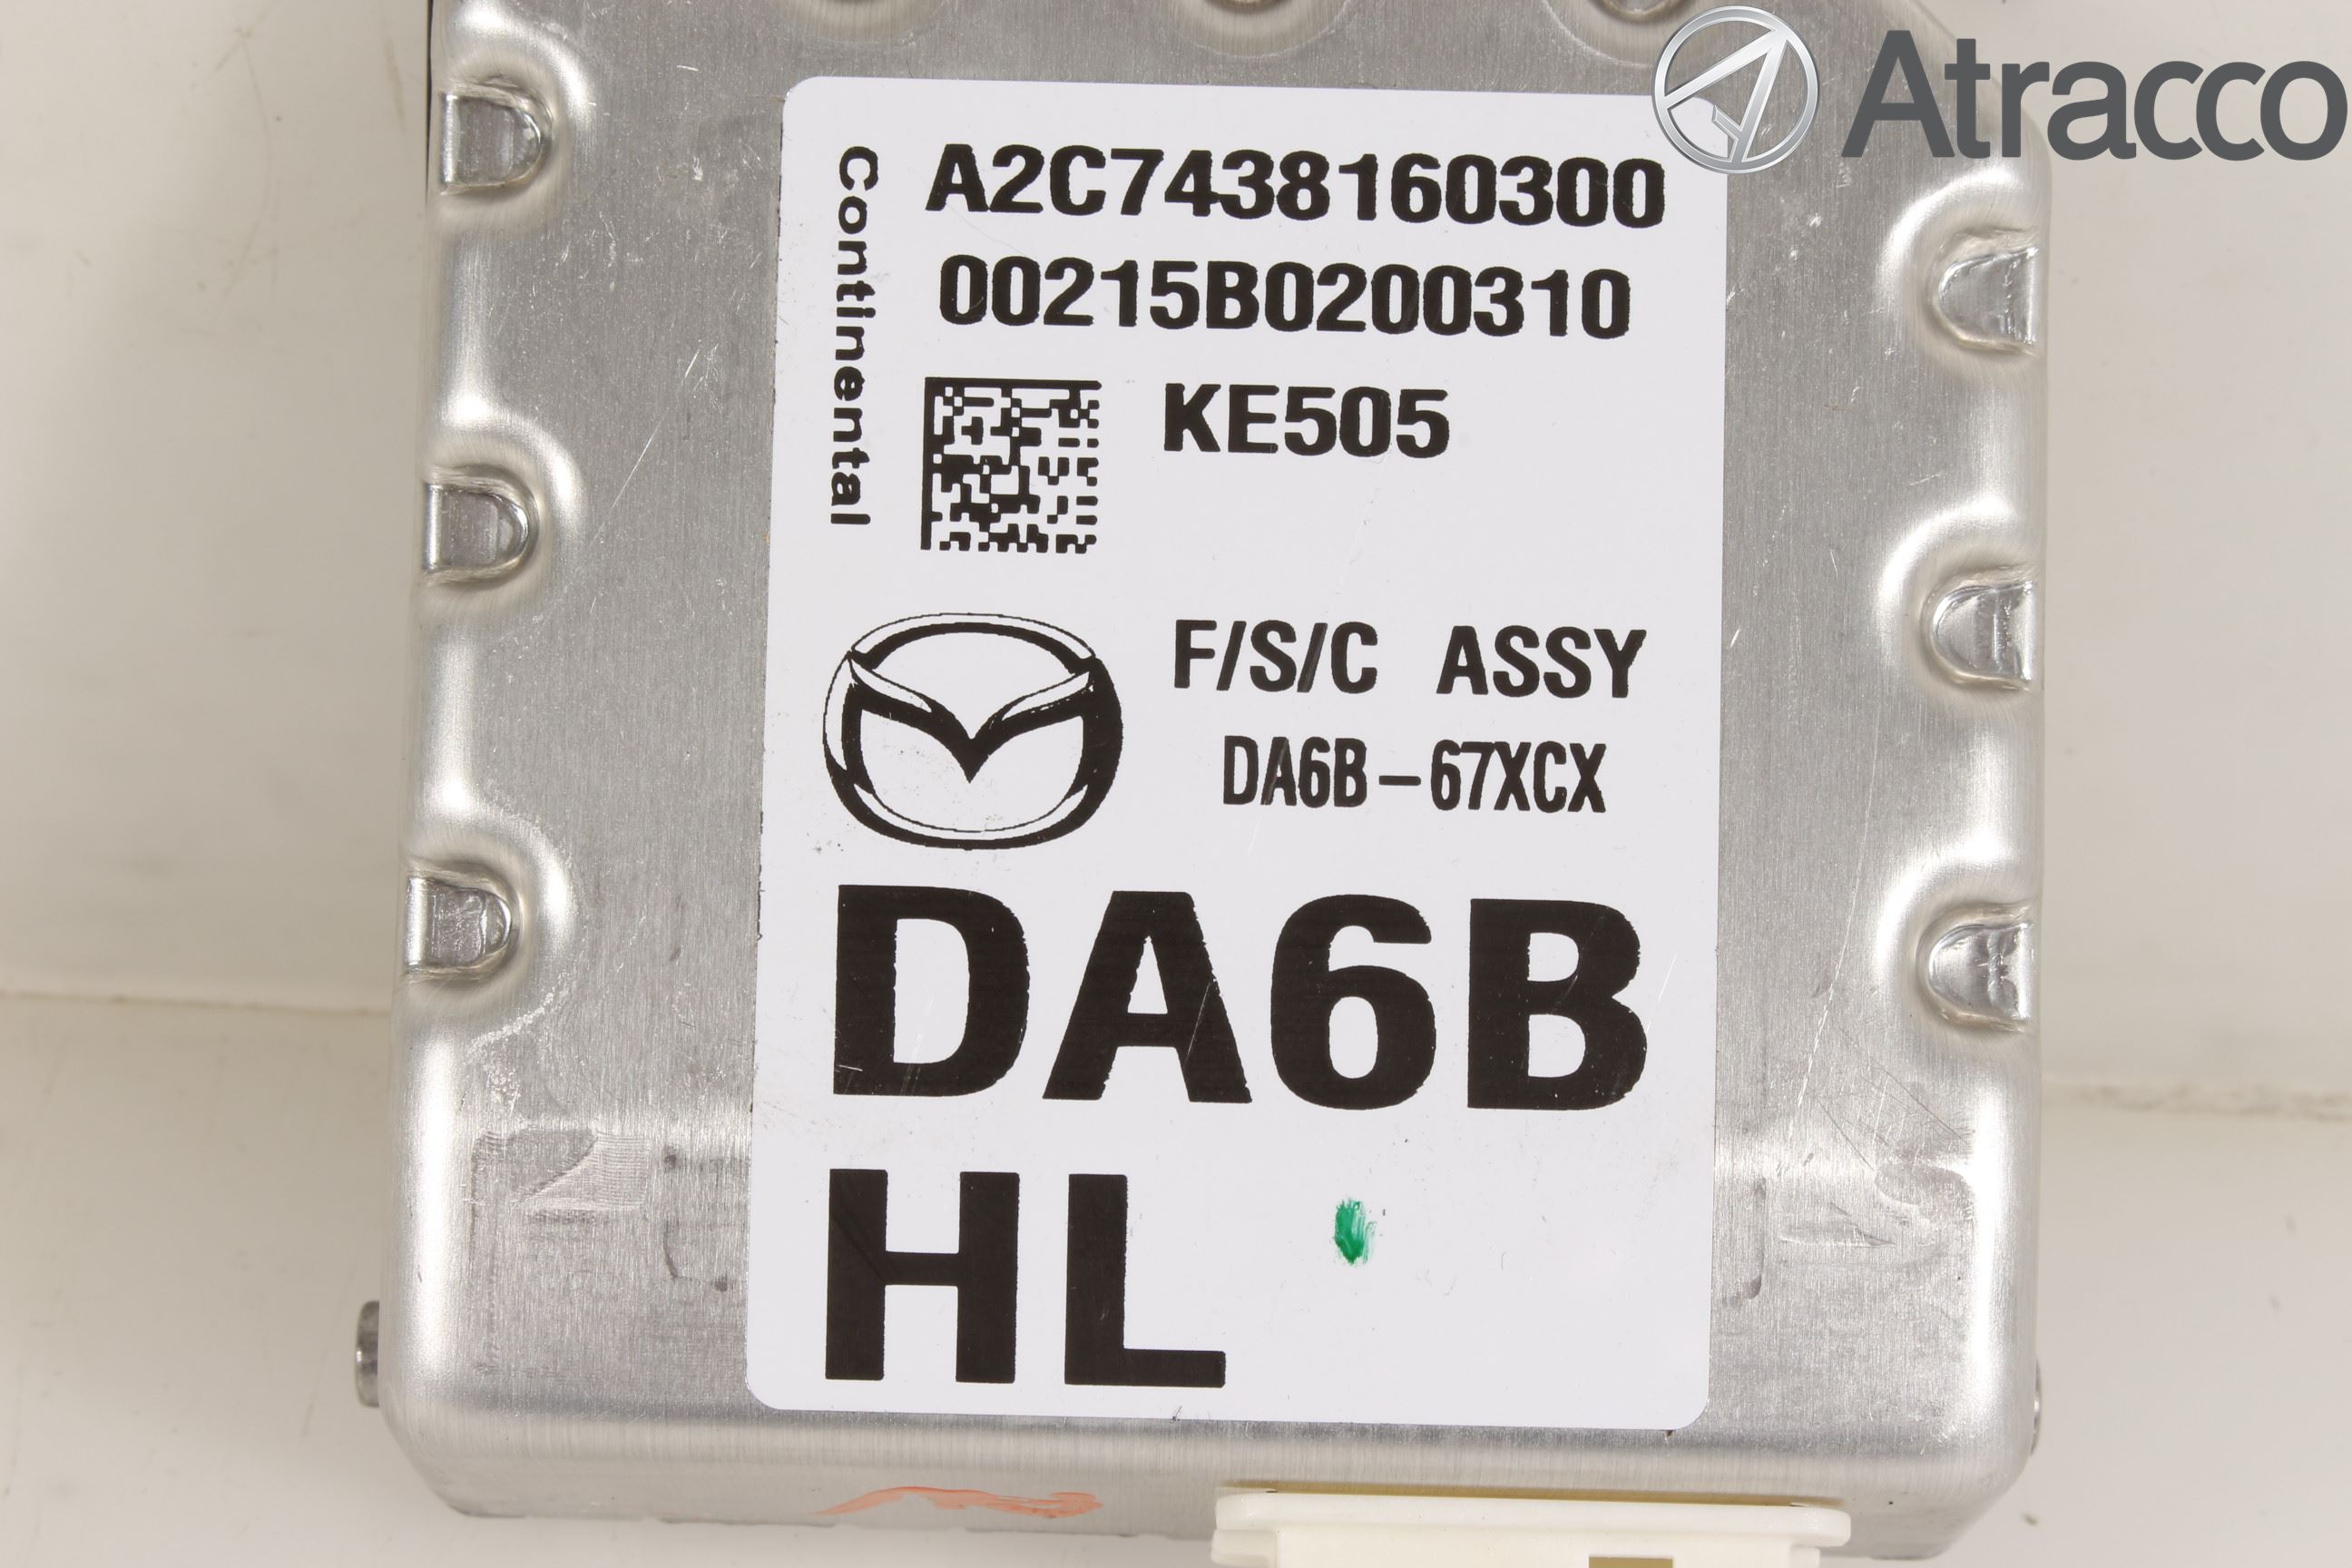 Atracco
Continental
A2C7438160300
00215B0200310
KE505
F/S/C ASSY
DA6B-67XCX
DA6B
HL